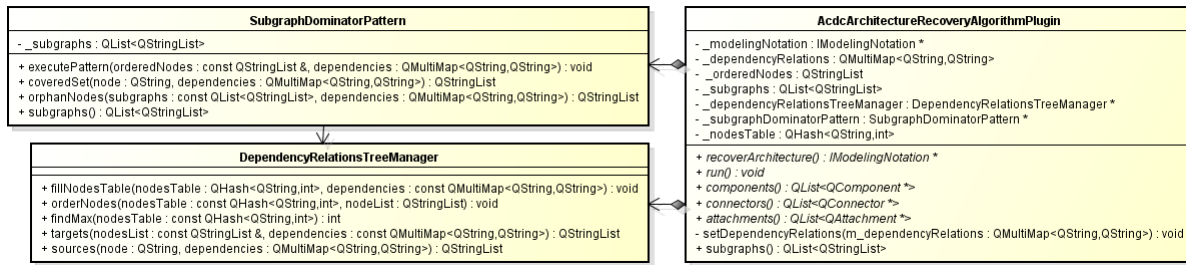 SubgraphDominatorPattern
- _subgraphs : QList<QStringList>
+ executePattern(orderedNodes : const QStringList &, dependencies : QMultiMap<QString,QString>) : void
+ coveredSet(node : QString, dependencies : QMultiMap<QString,QString>) : QStringList
+ orphanNodes(subgraphs : const QList<QStringList>, dependencies : QMultiMap<QString,QString>) : QStringList
+ subgraphs() : QList<QStringList>
DependencyRelationsTreeManager
+ fillNodesTable(nodesTable : QHash<QString,int>, dependencies : const QMultiMap<QString,QString>) : void
+ orderNodes(nodesTable : const QHash<QString,int>, nodeList : QStringList) : void
+ findMax(nodesTable : const QHash<QString,int>) : int
+ targets(nodesList : const QStringList &, dependencies : const QMultiMap<QString,QString>) : QStringList
+ sources(node : QString, dependencies : QMultiMap<QString,QString>) : QStringList
AcdcArchitectureRecoveryAlgorithmPlugin
- _modelingNotation : IModelingNotation *
- _dependencyRelations : QMultiMap<QString,QString>
- _orderedNodes : QStringList
- _subgraphs : QList<QStringList>
- _dependencyRelationsTreeManager : DependencyRelationsTreeManager *
- _subgraphDominatorPattern : SubgraphDominatorPattern *
- _nodesTable : QHash<QString,int>
+ recoverArchitecture() : IModelingNotation *
+ run() : void
+ components() : QList<QComponent *>
+ connectors() : QList<QConnector *>
+ attachments() : QList<QAttachment *>
- setDependencyRelations(m_dependencyRelations : QMultiMap<QString,QString>) : void
+ subgraphs() : QList<QStringList>